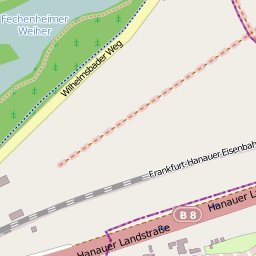 Fechenheimer
Weiher
Wilhelmsbader Weg
Frankfurt-Hanauer-Eisenbah
Hanauer L
B 8
Hanauer Landstraße